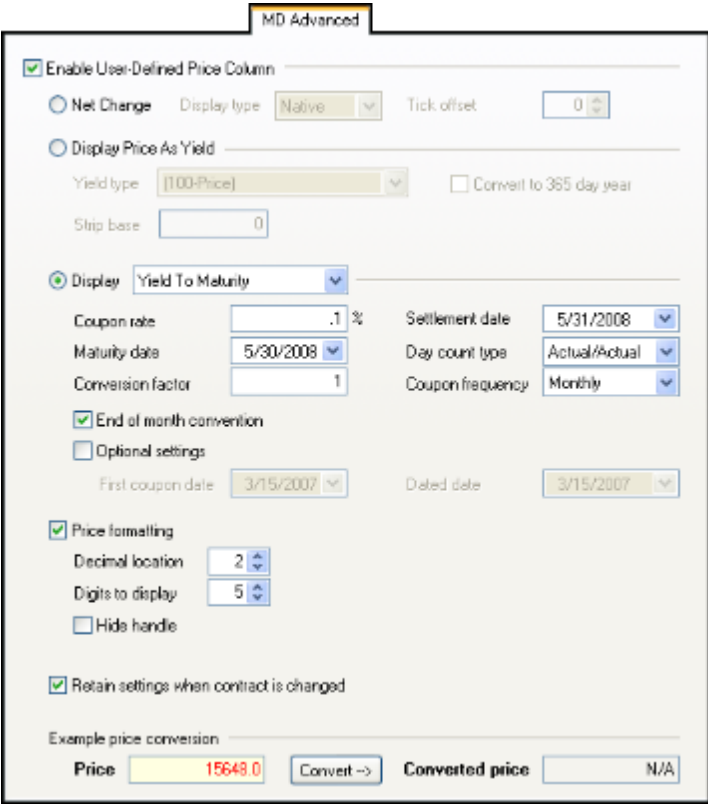 MD Advanced
Enable User-Defined Price Column
Net Change Display type Native Tick offset 0
Display Price As Yield
Yield type (100-Price) Convert to 365 day year
Strip base 0
Display Yield To Maturity
Coupon rate .1 % Settlement date 5/31/2008
Maturity date 5/30/2008 Day count type Actual/Actual
Conversion factor 1 Coupon frequency Monthly
End of month convention
Optional settings
First coupon date 3/15/2007 Dated date 3/15/2007
Price formatting
Decimal location 2
Digits to display 5
Hide handle
Retain settings when contract is changed
Example price conversion
Price 15648.0 Convert --> Converted price N/A